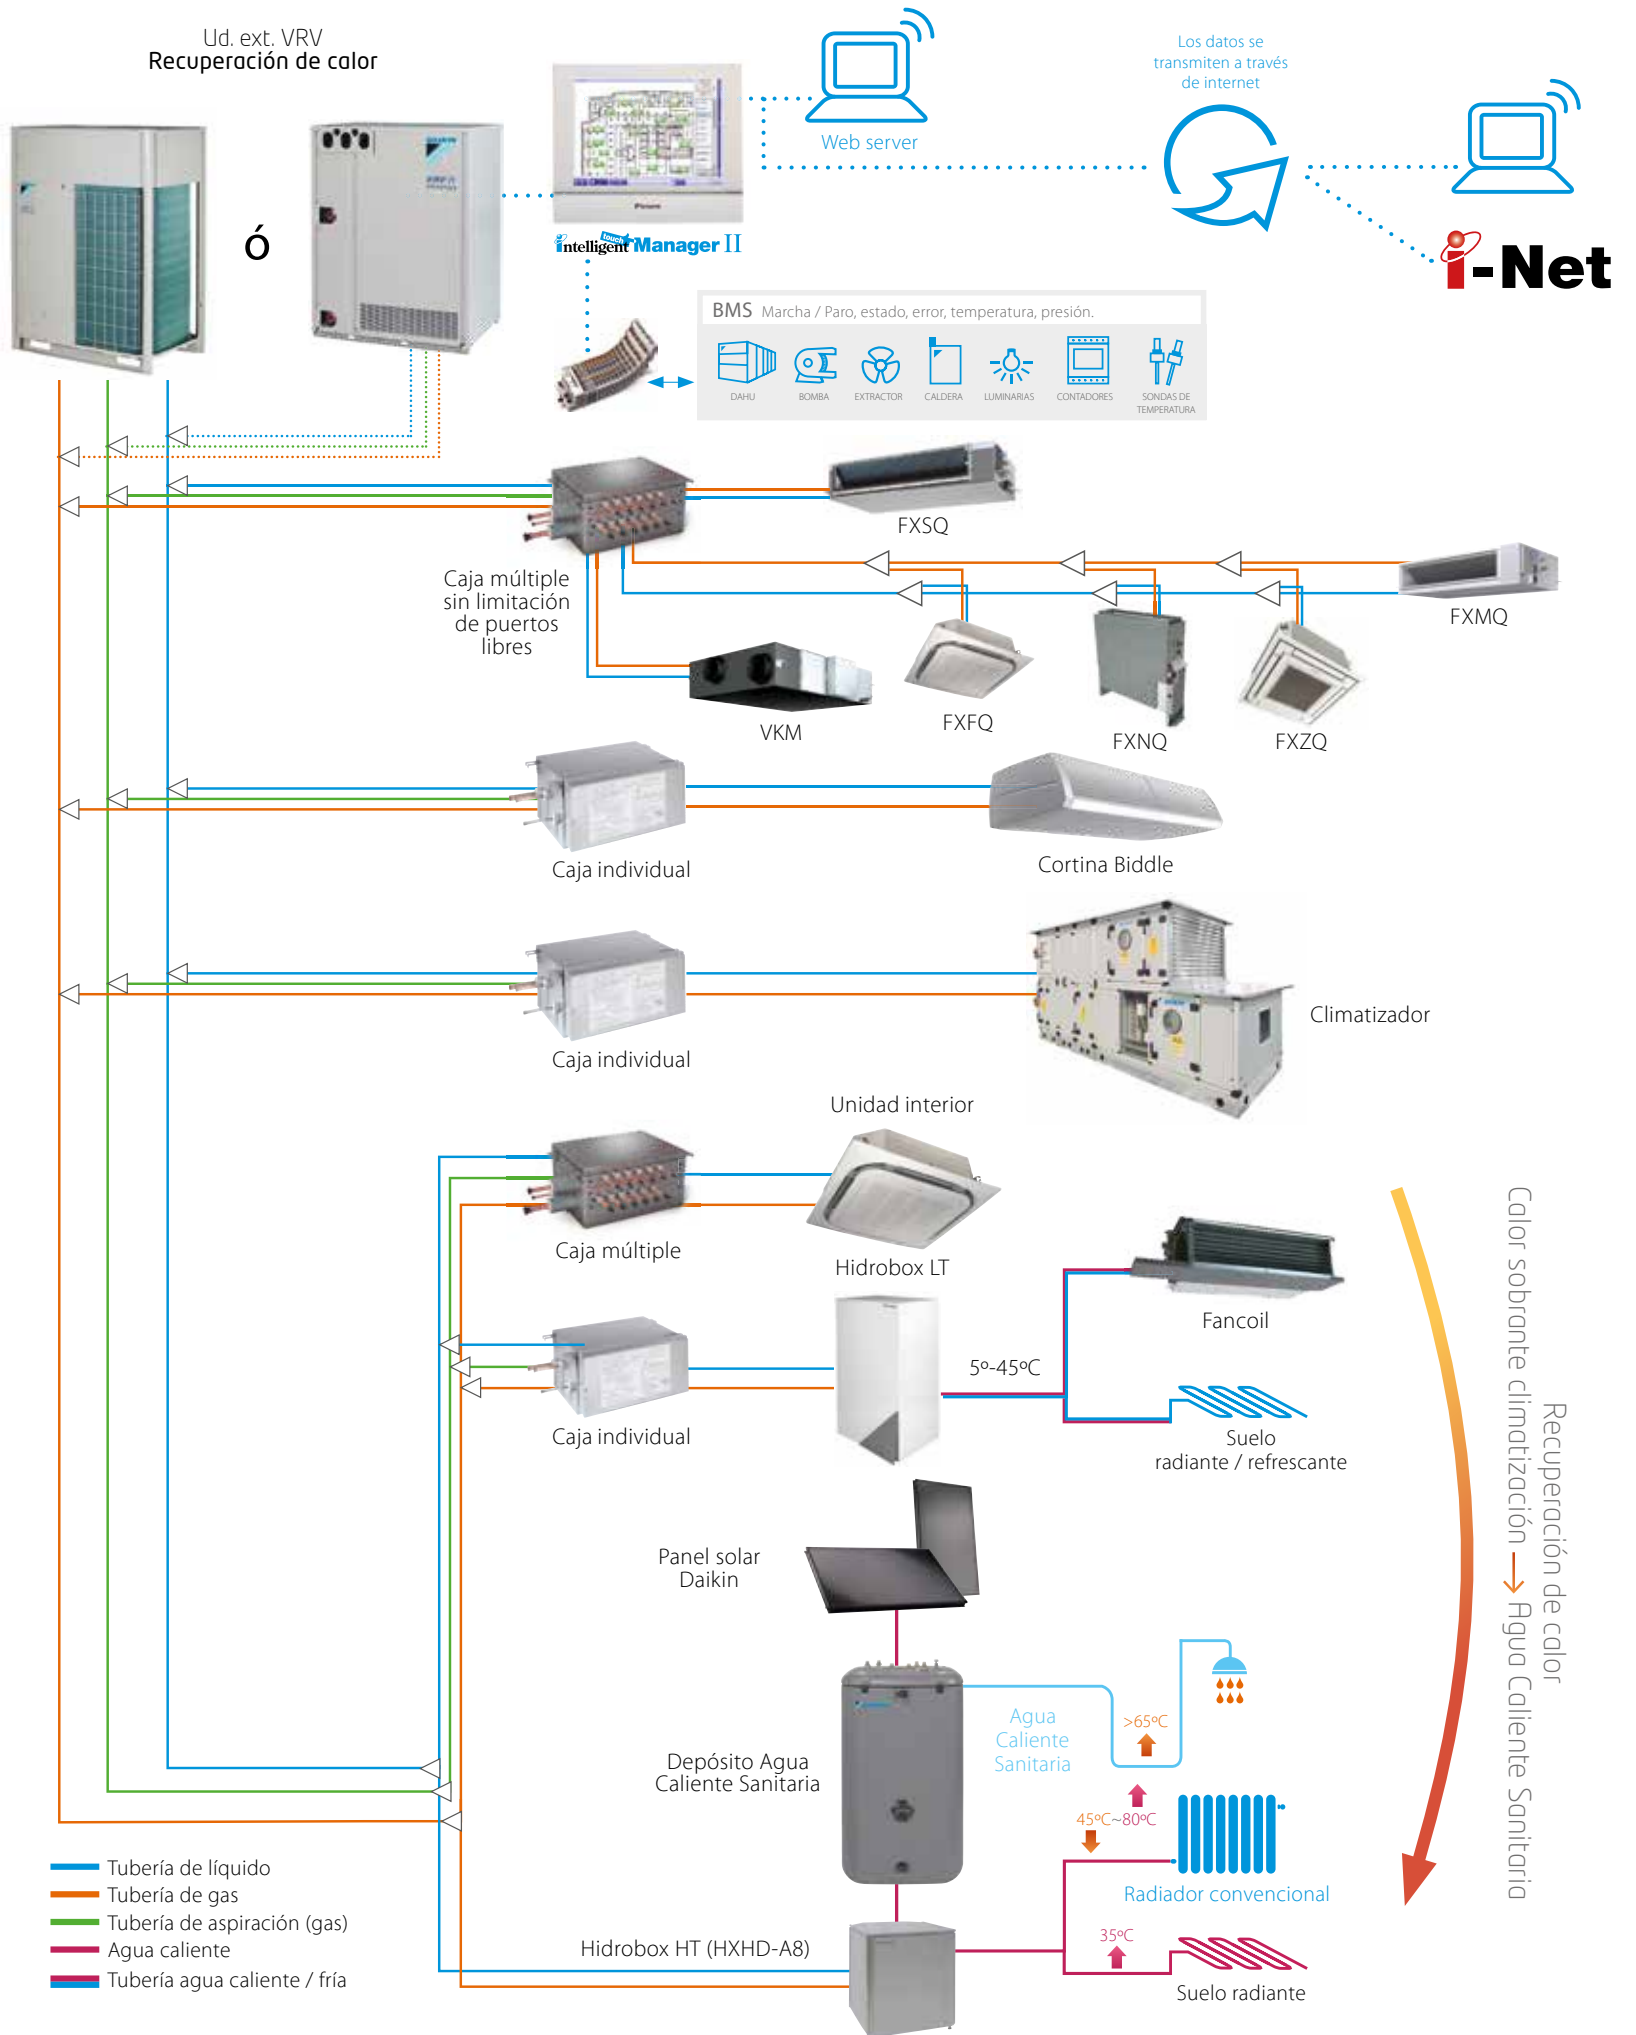 Ud. ext. VRV
Recuperación de calor
ó
Web server
Los datos se
transmiten a través
de internet
intelligent touch Manager II
i-Net
BMS Marcha / Paro, estado, error, temperatura, presión.
DAHU
BOMBA
EXTRACTOR
CALDERA
LUMINARIAS
CONTADORES
SONDAS DE
TEMPERATURA
FXSQ
Caja múltiple
sin limitación
de puertos
libres
FXMQ
VKM
FXFQ
FXNQ
FXZQ
Caja individual
Cortina Biddle
Caja individual
Climatizador
Unidad interior
Caja múltiple
Hidrobox LT
Fancoil
5º-45ºC
Caja individual
Suelo
radiante / refrescante
Panel solar
Daikin
Agua
Caliente
Sanitaria
>65ºC
Depósito Agua
Caliente Sanitaria
45ºC~80ºC
Radiador convencional
Hidrobox HT (HXHD-A8)
35ºC
Suelo radiante
Recuperación de calor
Calor sobrante climatización → Agua Caliente Sanitaria
Tubería de líquido
Tubería de gas
Tubería de aspiración (gas)
Agua caliente
Tubería agua caliente / fría